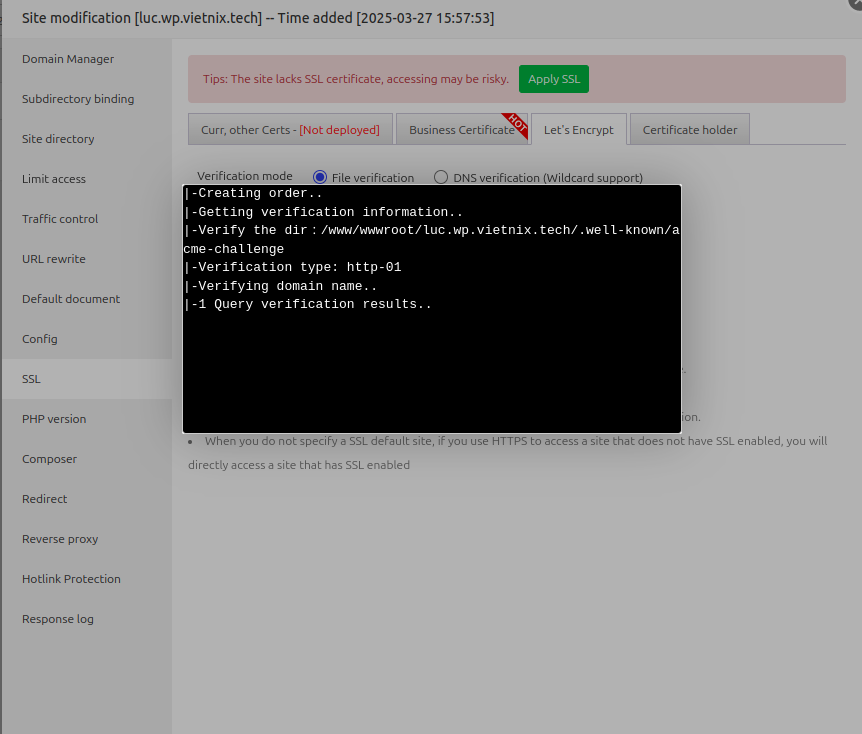 Site modification [luc.wp.vietnix.tech] -- Time added [2025-03-27 15:57:53]
Domain Manager
Subdirectory binding
Site directory
Limit access
Traffic control
URL rewrite
Default document
Config
SSL
PHP version
Composer
Redirect
Reverse proxy
Hotlink Protection
Response log
Tips: The site lacks SSL certificate, accessing may be risky. Apply SSL
Curr, other Certs - [Not deployed] Business Certificate HOT Let's Encrypt Certificate holder
Verification mode File verification DNS verification (Wildcard support)
|-Creating order..
|-Getting verification information..
|-Verify the dir：/www/wwwroot/luc.wp.vietnix.tech/.well-known/a
cme-challenge
|-Verification type: http-01
|-Verifying domain name..
|-1 Query verification results..
• When you do not specify a SSL default site, if you use HTTPS to access a site that does not have SSL enabled, you will
directly access a site that has SSL enabled